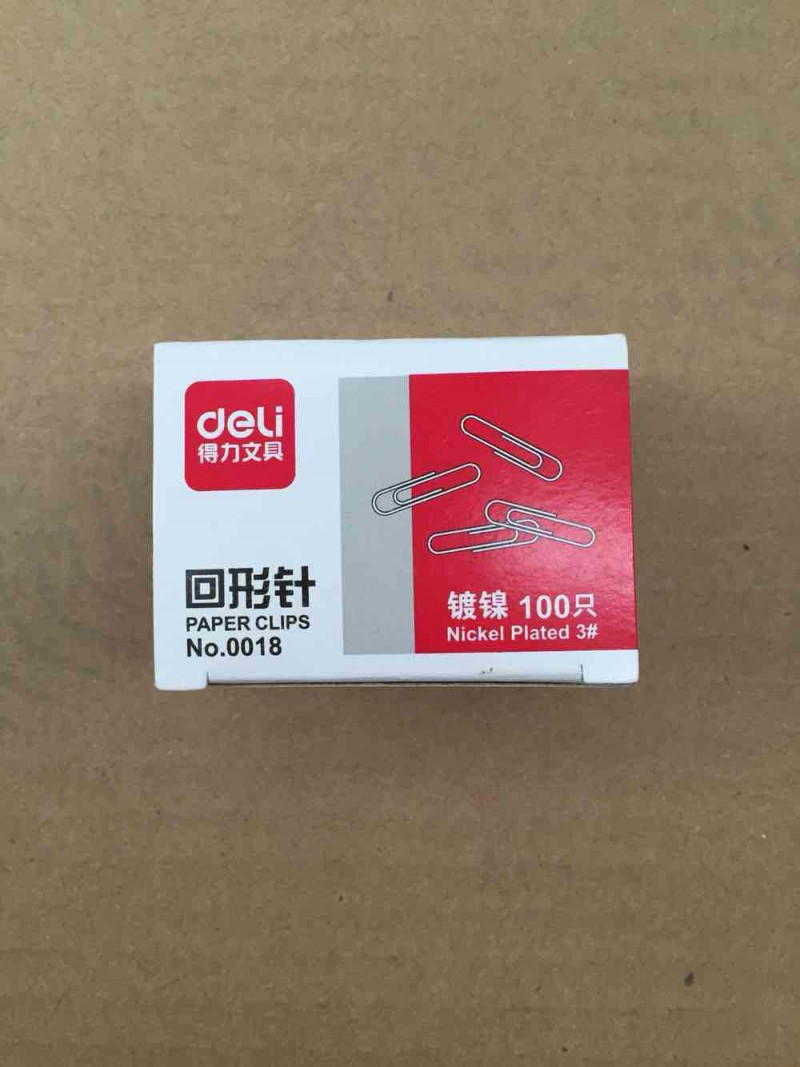 deli
得力文具
回形针
PAPER CLIPS
No.0018
镀镍 100只
Nickel Plated 3#